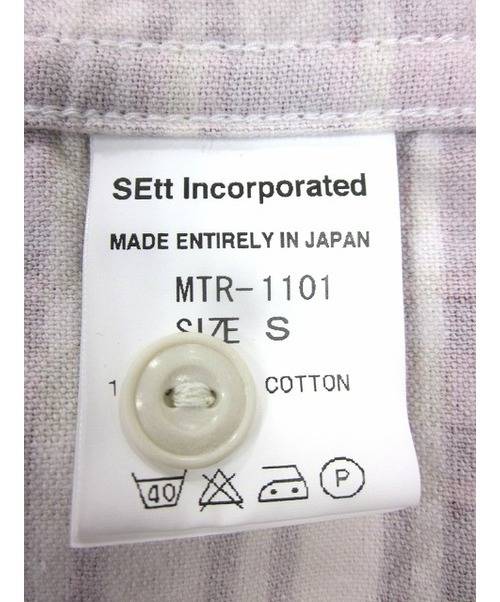 SEtt Incorporated
MADE ENTIRELY IN JAPAN
MTR-1101
SIZE S
1 COTTON
40
P